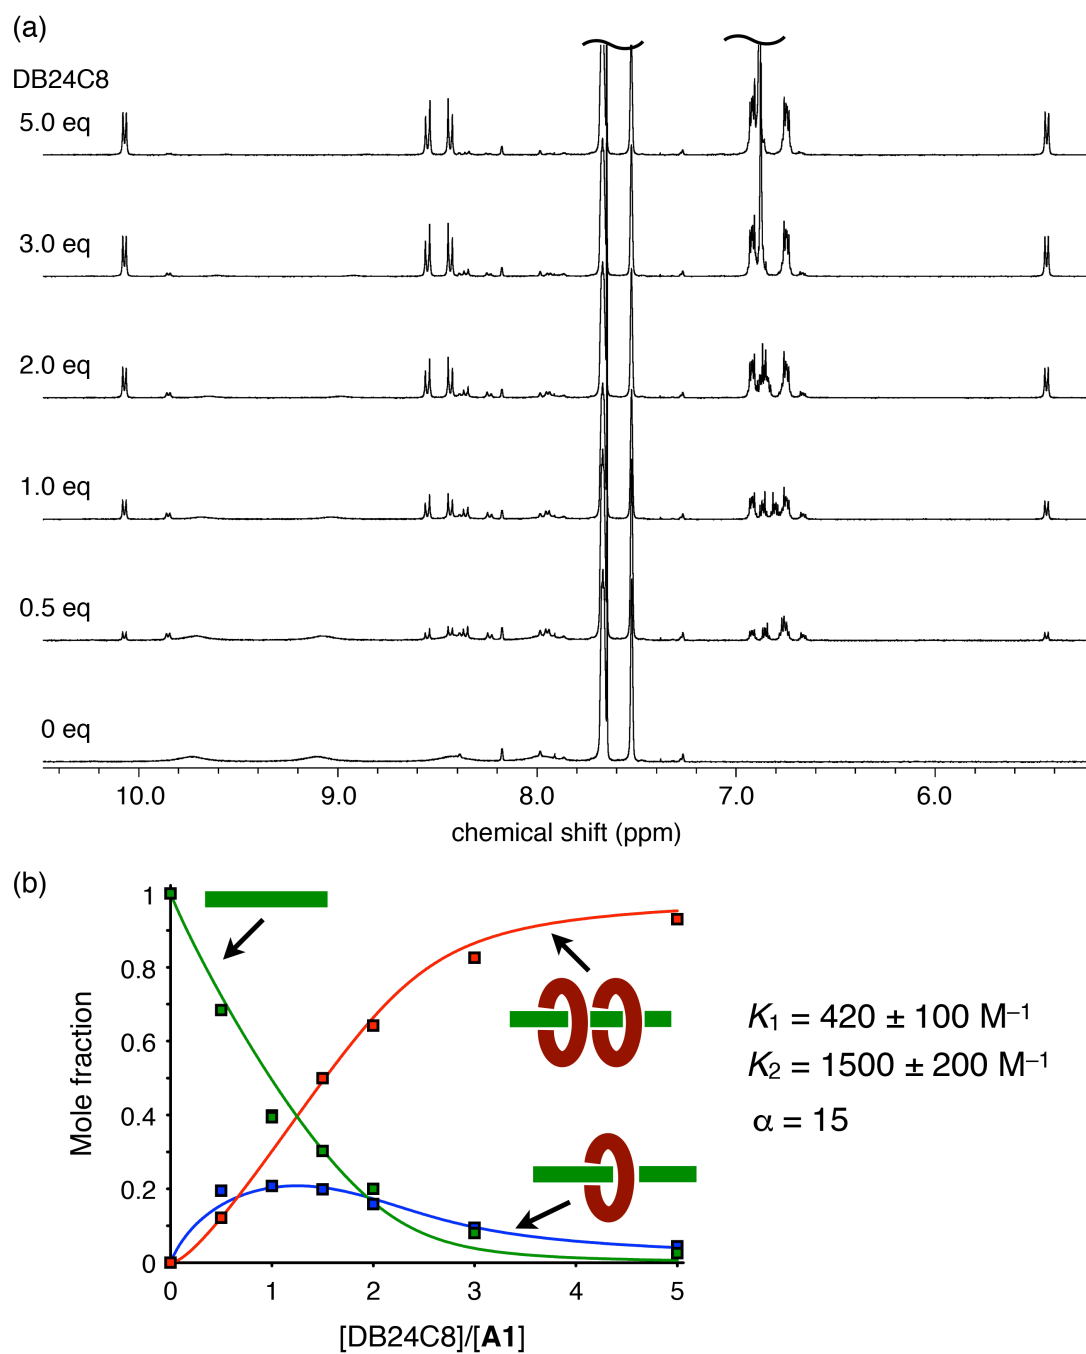 (a)
DB24C8
5.0 eq
3.0 eq
2.0 eq
1.0 eq
0.5 eq
0 eq
10.0 9.0 8.0 7.0 6.0
chemical shift (ppm)
(b)
1
0.8
0.6
0.4
0.2
0
Mole fraction
0 1 2 3 4 5
[DB24C8]/[A1]
K₁ = 420 ± 100 M⁻¹
K₂ = 1500 ± 200 M⁻¹
α = 15